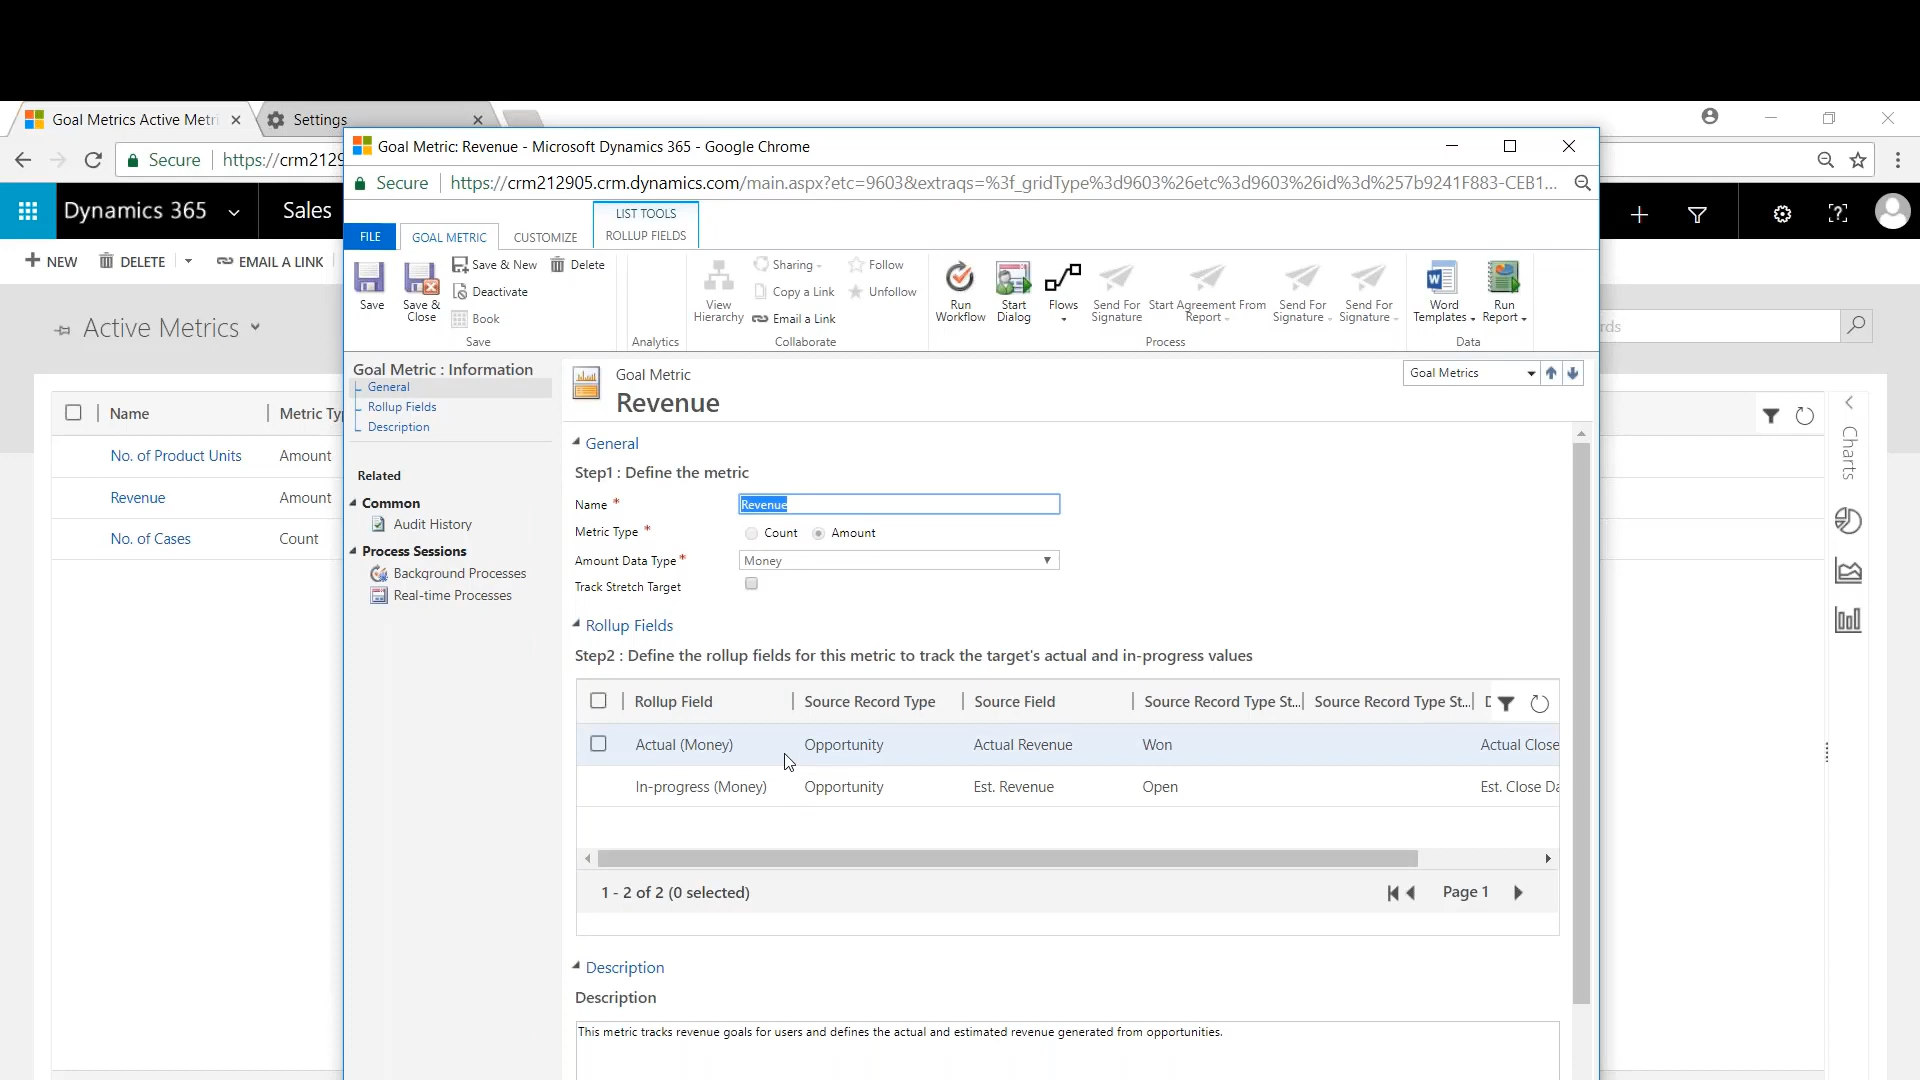 Goal Metrics Active Metri
Settings
Secure
https://crm2129
Dynamics 365
Sales
NEW
DELETE
EMAIL A LINK
Active Metrics
Name
Metric Ty
No. of Product Units
Amount
Revenue
Amount
No. of Cases
Count
Goal Metric: Revenue - Microsoft Dynamics 365 - Google Chrome
Secure
https://crm212905.crm.dynamics.com/main.aspx?etc=9603&extraqs=%3f_gridType%3d9603%26etc%3d9603%26id%3d%257b9241F883-CEB1...
FILE
GOAL METRIC
CUSTOMIZE
LIST TOOLS
ROLLUP FIELDS
Save
Save &
Close
Save & New
Delete
Deactivate
Book
Save
Analytics
View
Hierarchy
Sharing
Copy a Link
Email a Link
Follow
Unfollow
Collaborate
Run
Workflow
Start
Dialog
Flows
Send For
Signature
Start Agreement From
Report
Send For
Signature
Send For
Signature
Process
Word
Templates
Run
Report
Data
Goal Metric : Information
General
Rollup Fields
Description
Related
Common
Audit History
Process Sessions
Background Processes
Real-time Processes
Goal Metric
Revenue
Goal Metrics
General
Step1 : Define the metric
Name *
Revenue
Metric Type *
Count
Amount
Amount Data Type *
Money
Track Stretch Target
Rollup Fields
Step2 : Define the rollup fields for this metric to track the target's actual and in-progress values
Rollup Field
Source Record Type
Source Field
Source Record Type St...
Source Record Type St...
Actual (Money)
Opportunity
Actual Revenue
Won
Actual Close
In-progress (Money)
Opportunity
Est. Revenue
Open
Est. Close Da
1 - 2 of 2 (0 selected)
Page 1
Description
Description
This metric tracks revenue goals for users and defines the actual and estimated revenue generated from opportunities.
rds
Charts